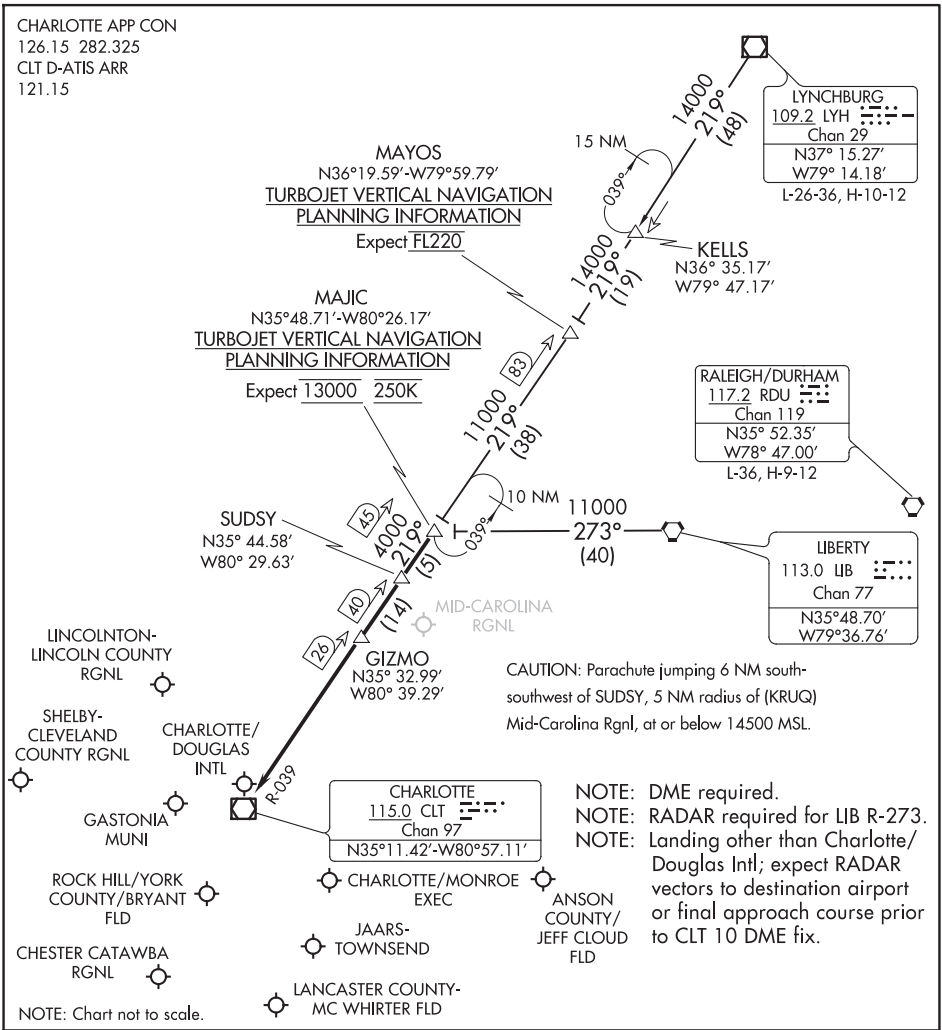 CHARLOTTE APP CON
126.15 282.325
CLT D-ATIS ARR
121.15
LYNCHBURG
109.2 LYH
Chan 29
N37° 15.27'
W79° 14.18'
L-26-36, H-10-12
14000
219°
(48)
15 NM
039°
KELLS
N36° 35.17'
W79° 47.17'
MAYOS
N36°19.59'-W79°59.79'
TURBOJET VERTICAL NAVIGATION
PLANNING INFORMATION
Expect FL220
14000
219°
(19)
MAJIC
N35°48.71'-W80°26.17'
TURBOJET VERTICAL NAVIGATION
PLANNING INFORMATION
Expect 13000 250K
83
11000
219°
(38)
RALEIGH/DURHAM
117.2 RDU
Chan 119
N35° 52.35'
W78° 47.00'
L-36, H-9-12
10 NM
039°
11000
273°
(40)
LIBERTY
113.0 LIB
Chan 77
N35°48.70'
W79°36.76'
SUDSY
N35° 44.58'
W80° 29.63'
45
4000
219°
(5)
40
(14)
26
MID-CAROLINA
RGNL
GIZMO
N35° 32.99'
W80° 39.29'
CAUTION: Parachute jumping 6 NM south-
southwest of SUDSY, 5 NM radius of (KRUQ)
Mid-Carolina Rgnl, at or below 14500 MSL.
LINCOLNTON-
LINCOLN COUNTY
RGNL
SHELBY-
CLEVELAND
COUNTY RGNL
CHARLOTTE/
DOUGLAS
INTL
R-039
GASTONIA
MUNI
CHARLOTTE
115.0 CLT
Chan 97
N35°11.42'-W80°57.11'
NOTE: DME required.
NOTE: RADAR required for LIB R-273.
NOTE: Landing other than Charlotte/
Douglas Intl; expect RADAR
vectors to destination airport
or final approach course prior
to CLT 10 DME fix.
ROCK HILL/YORK
COUNTY/BRYANT
FLD
CHARLOTTE/MONROE
EXEC
ANSON
COUNTY/
JEFF CLOUD
FLD
JAARS-
TOWNSEND
CHESTER CATAWBA
RGNL
LANCASTER COUNTY-
MC WHIRTER FLD
NOTE: Chart not to scale.